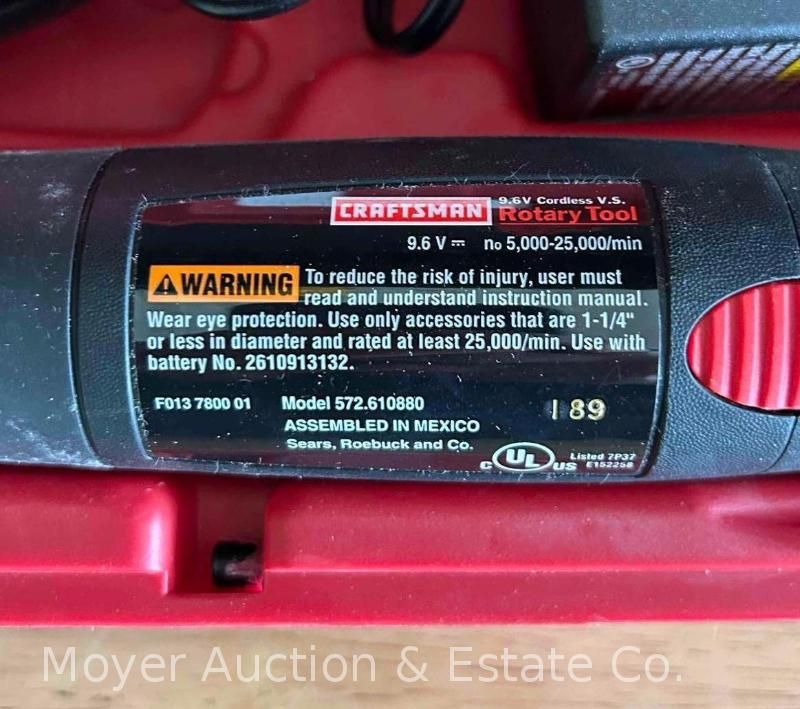 CRAFTSMAN
9.6V Cordless V.S.
Rotary Tool
9.6 V ⎓ no 5,000-25,000/min
⚠WARNING To reduce the risk of injury, user must
read and understand instruction manual.
Wear eye protection. Use only accessories that are 1-1/4"
or less in diameter and rated at least 25,000/min. Use with
battery No. 2610913132.
F013 7800 01 Model 572.610880
I 89
ASSEMBLED IN MEXICO
Sears, Roebuck and Co.
c UL us
Listed 7P37
E152258
Moyer Auction & Estate Co.